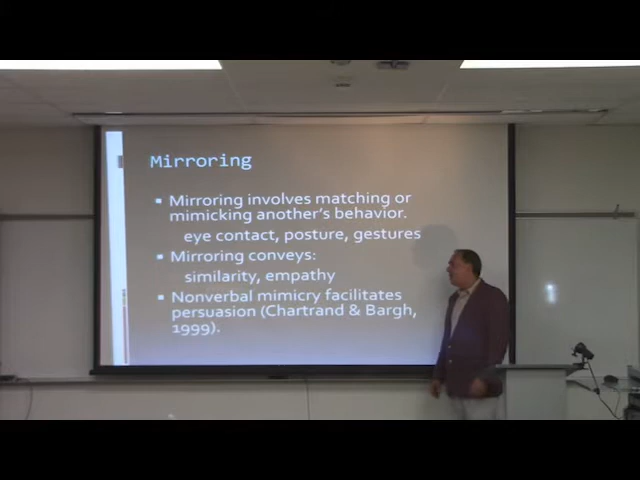 Mirroring
▪ Mirroring involves matching or
mimicking another's behavior.
eye contact, posture, gestures
▪ Mirroring conveys:
similarity, empathy
▪ Nonverbal mimicry facilitates
persuasion (Chartrand & Bargh,
1999).